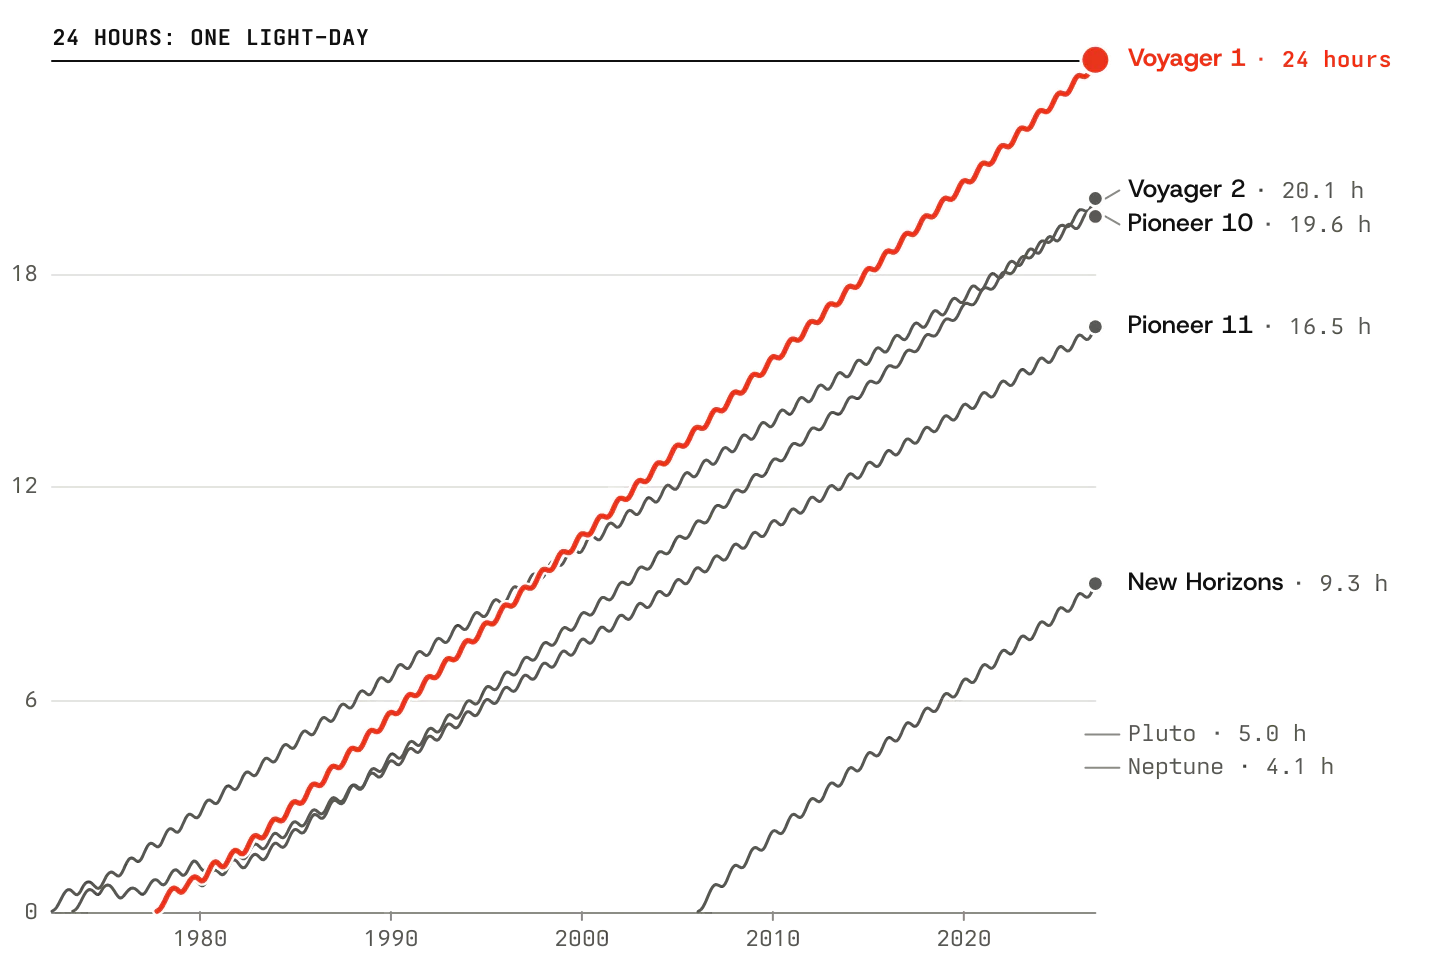 24 HOURS: ONE LIGHT-DAY
Voyager 1 · 24 hours
Voyager 2 · 20.1 h
Pioneer 10 · 19.6 h
18
Pioneer 11 · 16.5 h
12
New Horizons · 9.3 h
6
Pluto · 5.0 h
Neptune · 4.1 h
0
1980 1990 2000 2010 2020